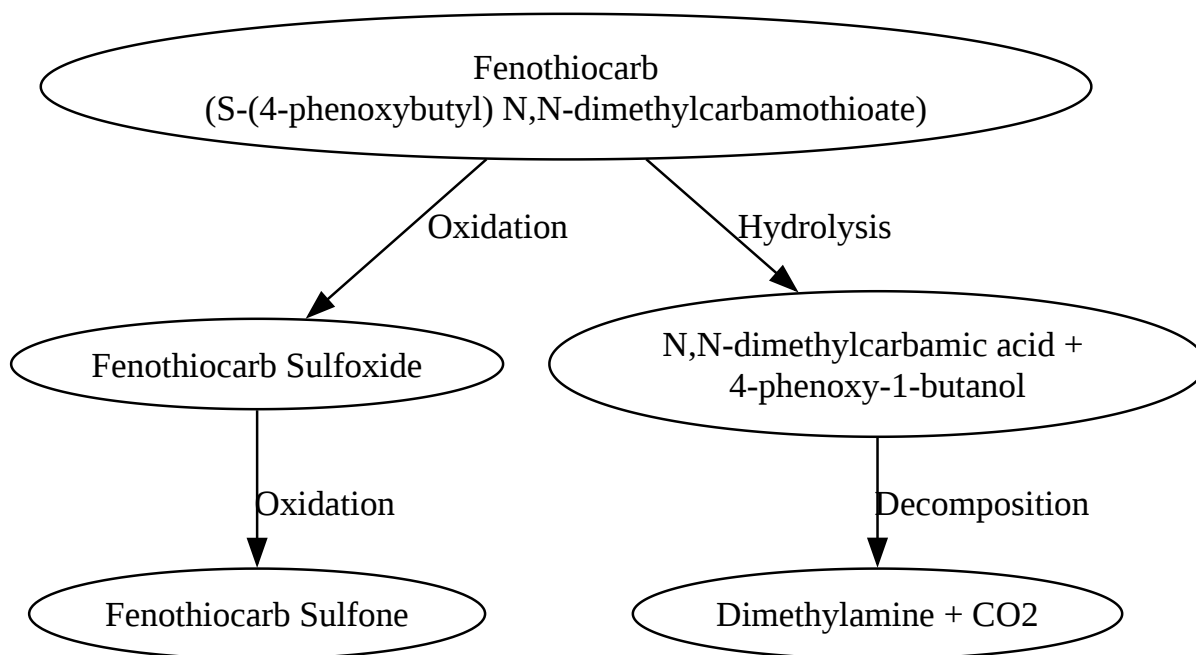 Fenothiocarb
(S-(4-phenoxybutyl) N,N-dimethylcarbamothioate)
Oxidation
Hydrolysis
Fenothiocarb Sulfoxide
N,N-dimethylcarbamic acid +
4-phenoxy-1-butanol
Oxidation
Decomposition
Fenothiocarb Sulfone
Dimethylamine + CO2